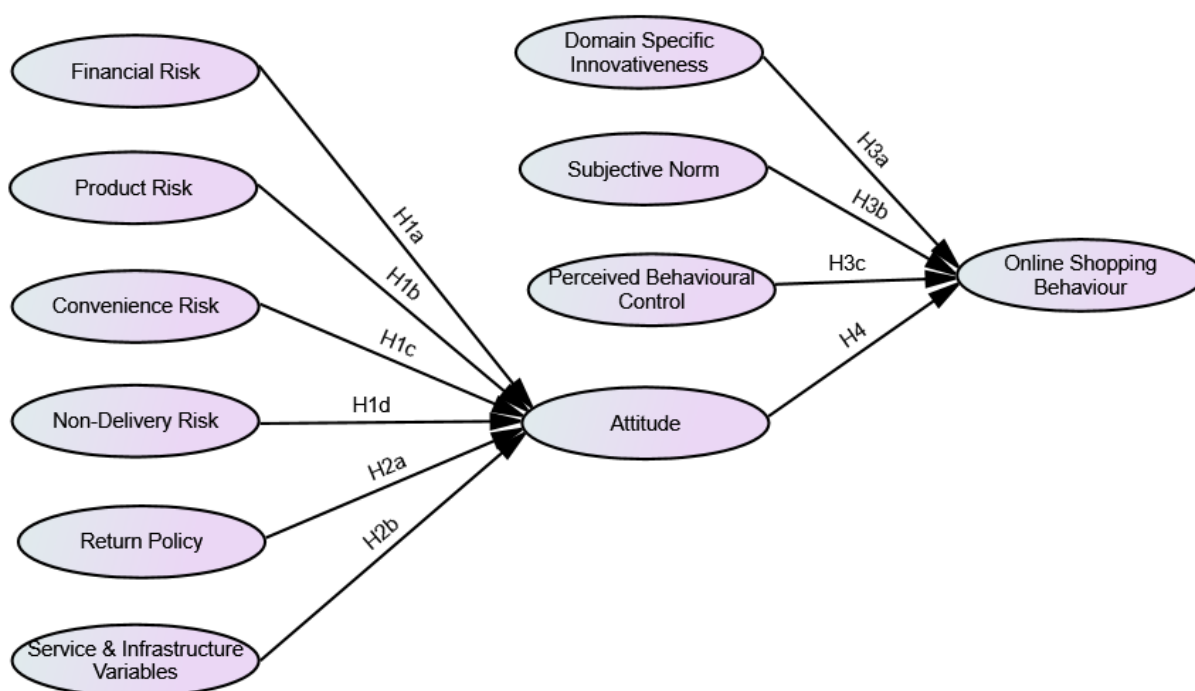 Financial Risk
Product Risk
Convenience Risk
Non-Delivery Risk
Return Policy
Service & Infrastructure
Variables
H1a
H1b
H1c
H1d
H2a
H2b
Domain Specific
Innovativeness
Subjective Norm
Perceived Behavioural
Control
Attitude
H3a
H3b
H3c
H4
Online Shopping
Behaviour